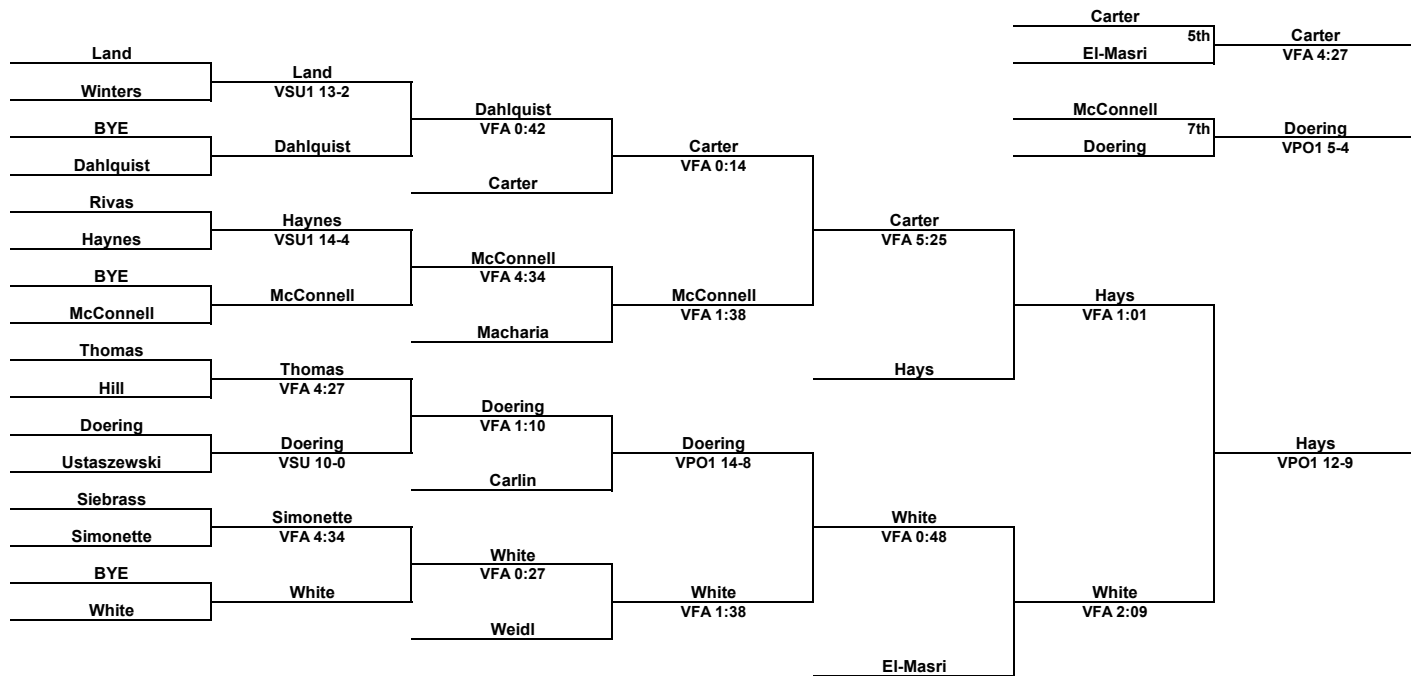 Carter
5th
Carter
El-Masri
VFA 4:27
McConnell
7th
Doering
Doering
VPO1 5-4
Land
Winters
BYE
Dahlquist
Rivas
Haynes
BYE
McConnell
Thomas
Hill
Doering
Ustaszewski
Siebrass
Simonette
BYE
White
Land
VSU1 13-2
Dahlquist
Haynes
VSU1 14-4
McConnell
Thomas
VFA 4:27
Doering
VSU 10-0
Simonette
VFA 4:34
White
Dahlquist
VFA 0:42
Carter
McConnell
VFA 4:34
Macharia
Doering
VFA 1:10
Carlin
White
VFA 0:27
Weidl
Carter
VFA 0:14
McConnell
VFA 1:38
Doering
VPO1 14-8
White
VFA 1:38
Carter
VFA 5:25
Hays
White
VFA 0:48
El-Masri
Hays
VFA 1:01
White
VFA 2:09
Hays
VPO1 12-9